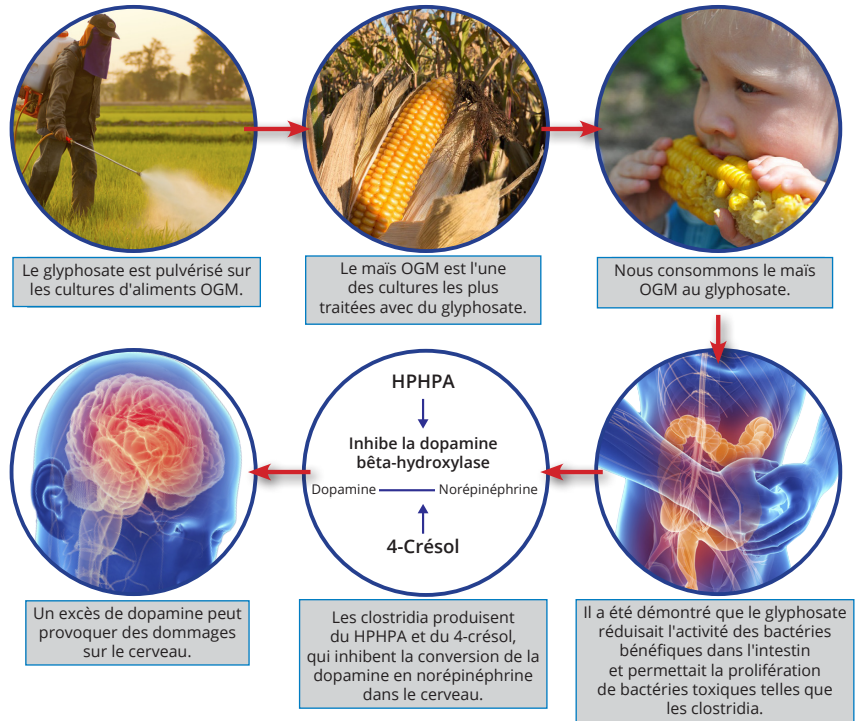 Le glyphosate est pulvérisé sur
les cultures d'aliments OGM.
Le maïs OGM est l'une
des cultures les plus
traitées avec du glyphosate.
Nous consommons le maïs
OGM au glyphosate.
Il a été démontré que le glyphosate
réduisait l'activité des bactéries
bénéfiques dans l'intestin
et permettait la prolifération
de bactéries toxiques telles que
les clostridia.
HPHPA
Inhibe la dopamine
bêta-hydroxylase
Dopamine
Norépinéphrine
4-Crésol
Les clostridia produisent
du HPHPA et du 4-crésol,
qui inhibent la conversion de la
dopamine en norépinéphrine
dans le cerveau.
Un excès de dopamine peut
provoquer des dommages
sur le cerveau.